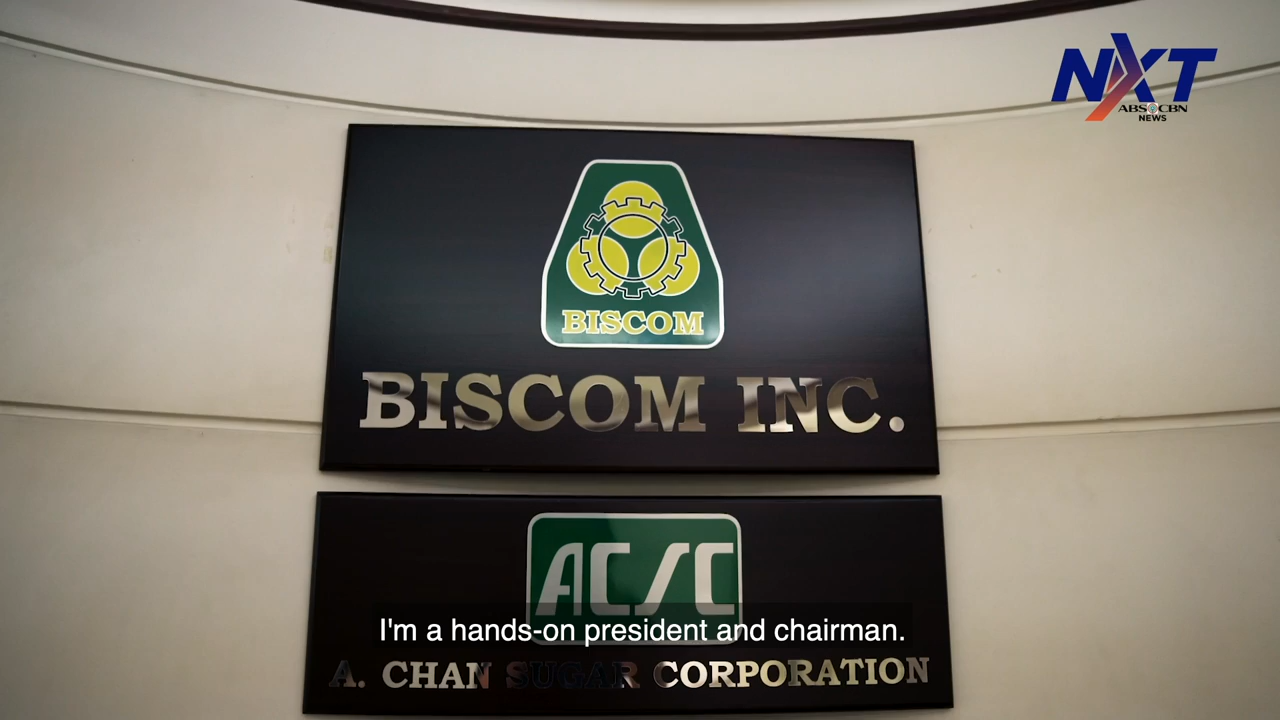 NXT
ABS-CBN
NEWS
BISCOM
BISCOM INC.
ACSC
I'm a hands-on president and chairman.
A. CHAN SUGAR CORPORATION